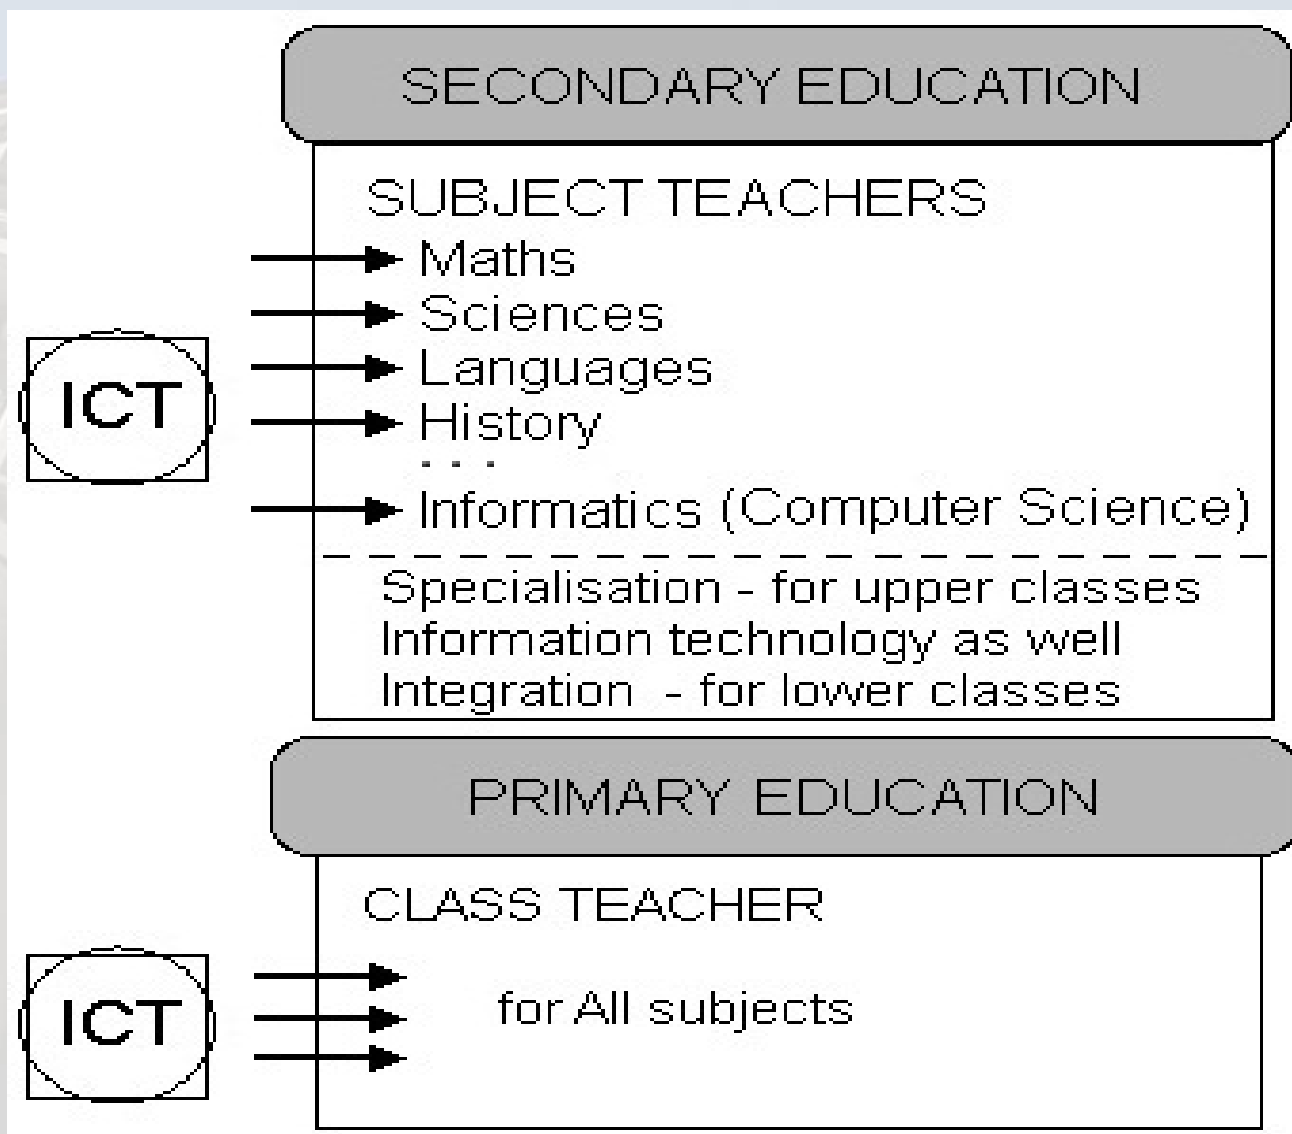 SECONDARY EDUCATION
SUBJECT TEACHERS
Maths
Sciences
Languages
History
. . .
ICT
Informatics (Computer Science)
Specialisation - for upper classes
Information technology as well
Integration - for lower classes
PRIMARY EDUCATION
CLASS TEACHER
ICT
for All subjects